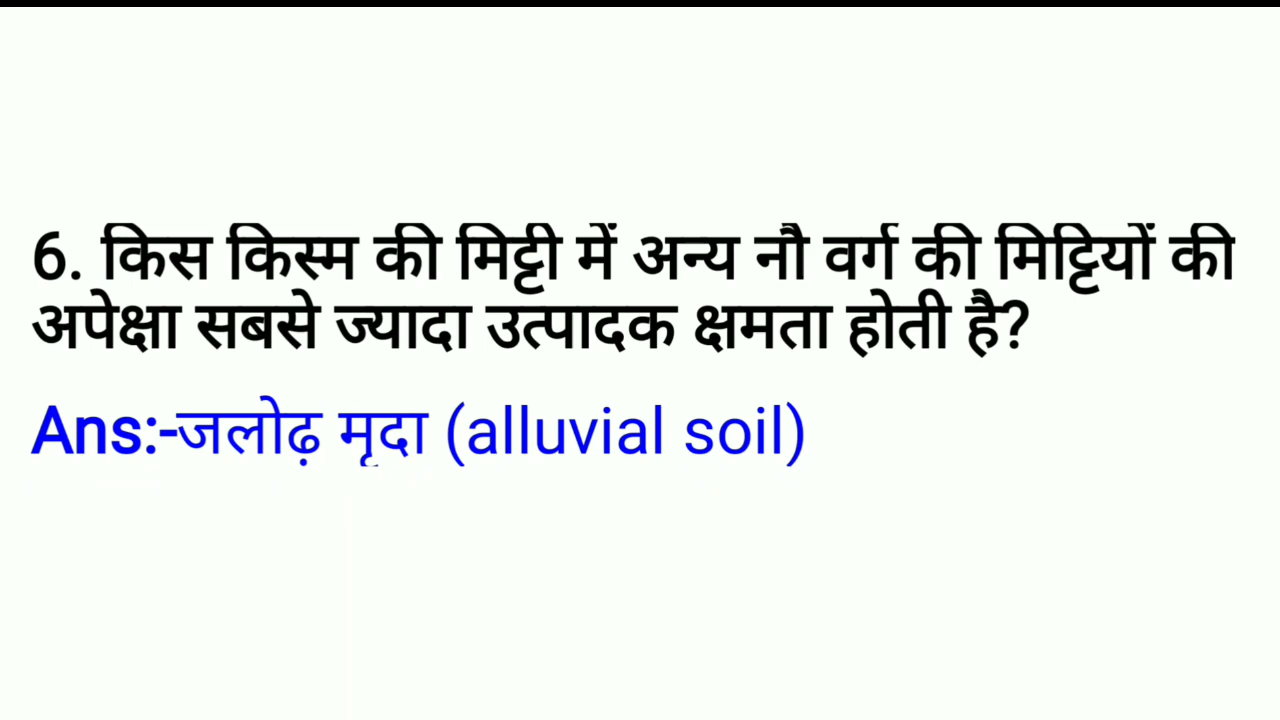 6. किस किस्म की मिट्टी में अन्य नौ वर्ग की मिट्टियों की
अपेक्षा सबसे ज्यादा उत्पादक क्षमता होती है?
Ans:-जलोढ़ मृदा (alluvial soil)